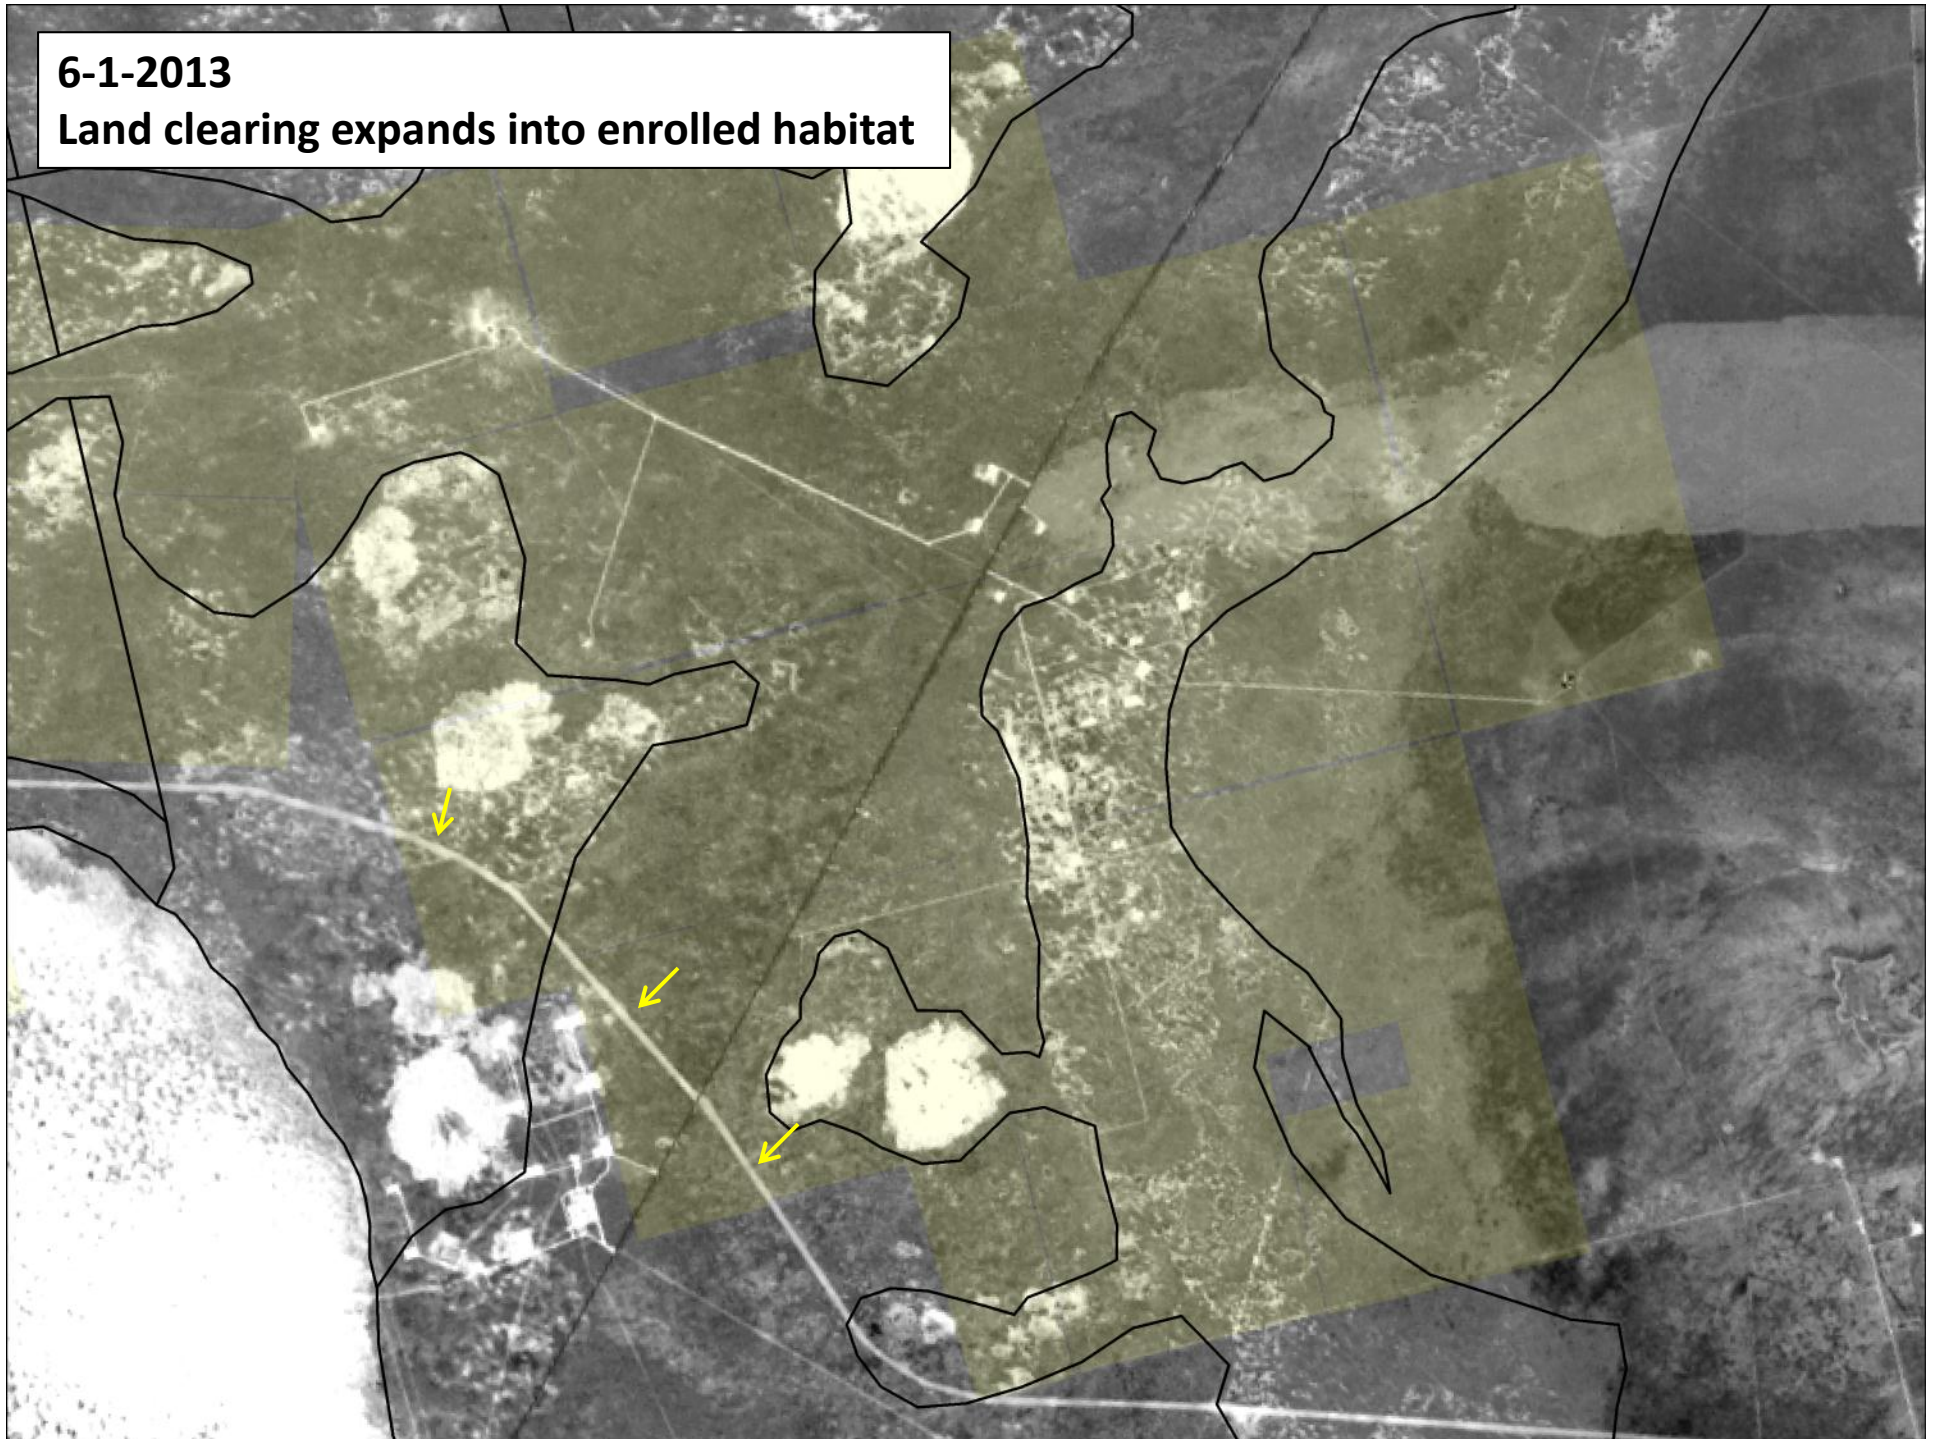 6-1-2013
Land clearing expands into enrolled habitat